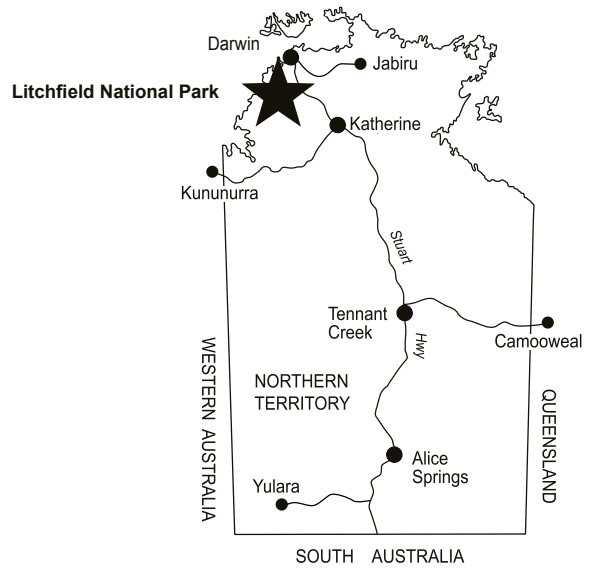 Darwin
Jabiru
Litchfield National Park
Katherine
Kununurra
Stuart
Tennant
Creek
Hwy
Camooweal
WESTERN AUSTRALIA
NORTHERN
TERRITORY
QUEENSLAND
Alice
Springs
Yulara
SOUTH AUSTRALIA